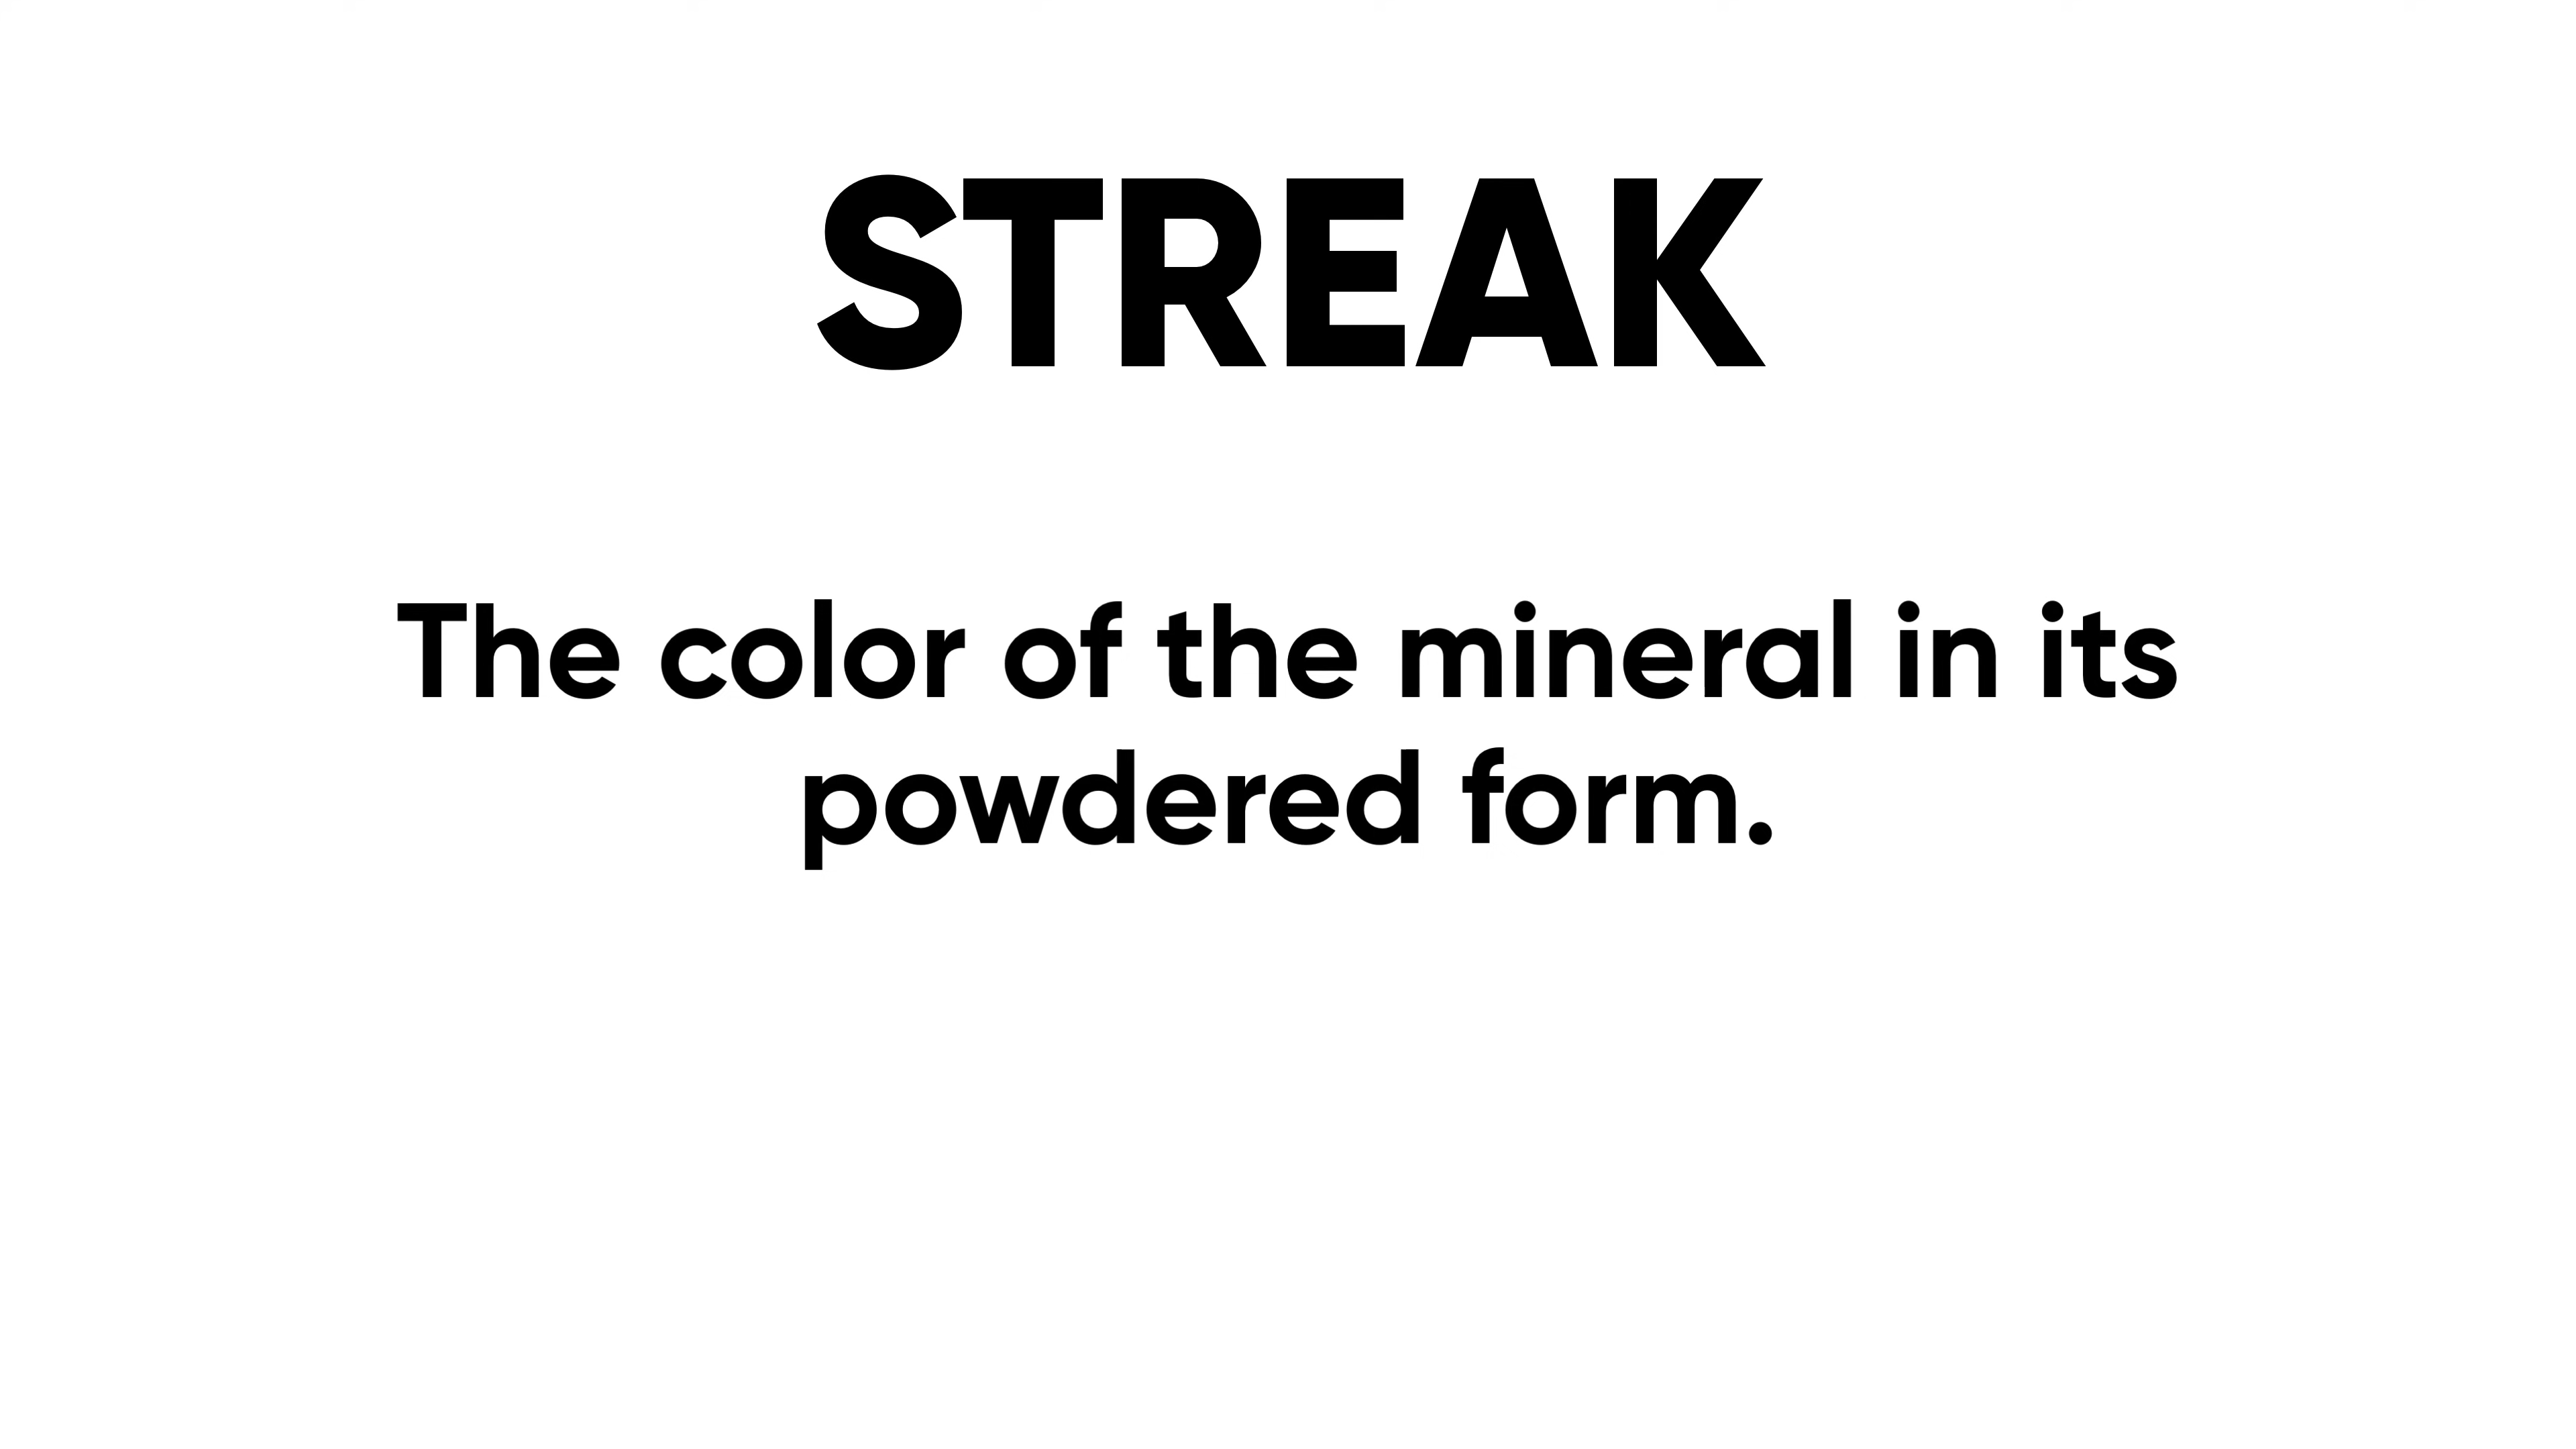 STREAK
The color of the mineral in its
powdered form.